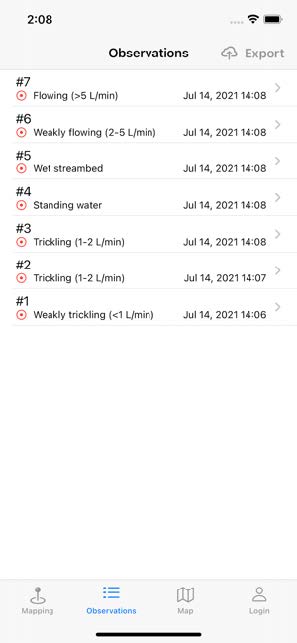 2:08
Observations
Export
#7
Flowing (>5 L/min) Jul 14, 2021 14:08
#6
Weakly flowing (2-5 L/min) Jul 14, 2021 14:08
#5
Wet streambed Jul 14, 2021 14:08
#4
Standing water Jul 14, 2021 14:08
#3
Trickling (1-2 L/min) Jul 14, 2021 14:08
#2
Trickling (1-2 L/min) Jul 14, 2021 14:07
#1
Weakly trickling (<1 L/min) Jul 14, 2021 14:06
Mapping Observations Map Login